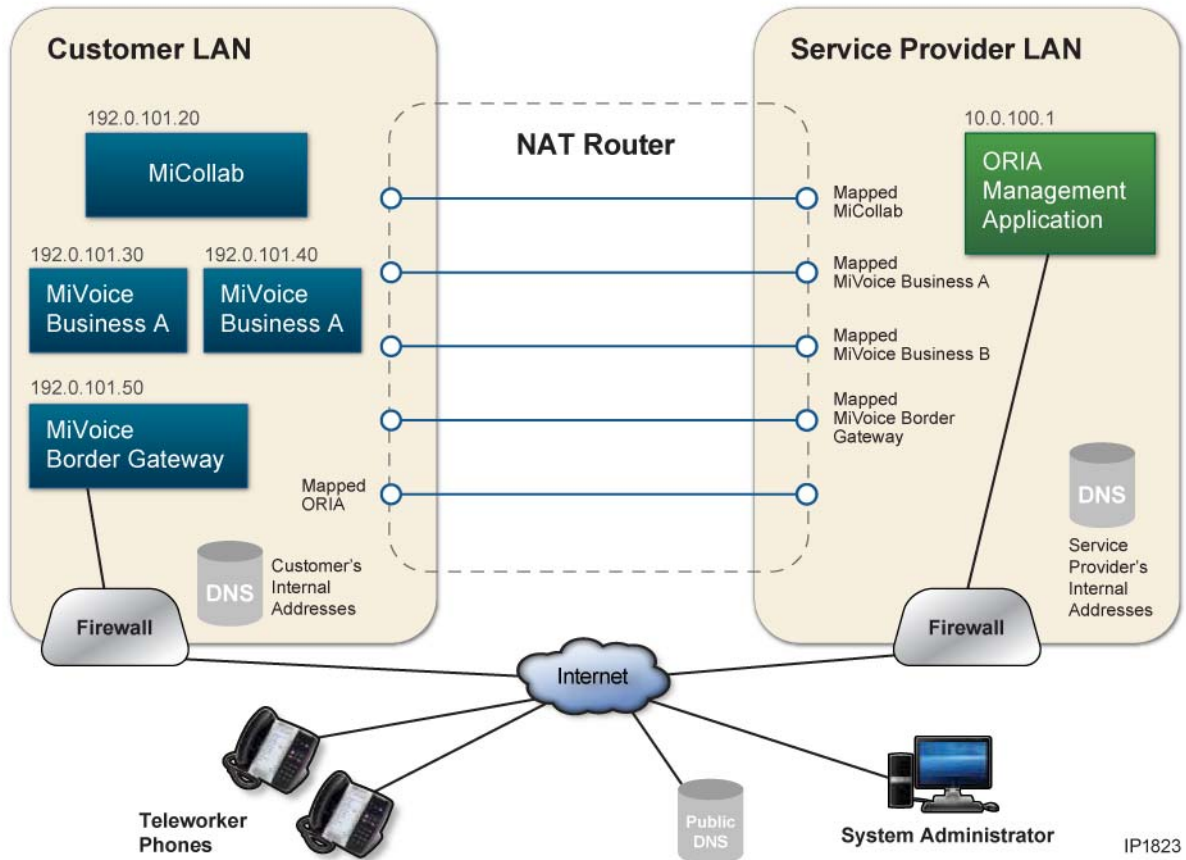 Customer LAN
192.0.101.20
MiCollab
192.0.101.30
MiVoice
Business A
192.0.101.40
MiVoice
Business A
192.0.101.50
MiVoice
Border Gateway
Mapped
ORIA
DNS
Customer's
Internal
Addresses
Firewall
NAT Router
Mapped
MiCollab
Mapped
MiVoice Business A
Mapped
MiVoice Business B
Mapped
MiVoice Border
Gateway
Service Provider LAN
10.0.100.1
ORIA
Management
Application
DNS
Service
Provider's
Internal
Addresses
Firewall
Internet
Teleworker
Phones
Public
DNS
System Administrator
IP1823